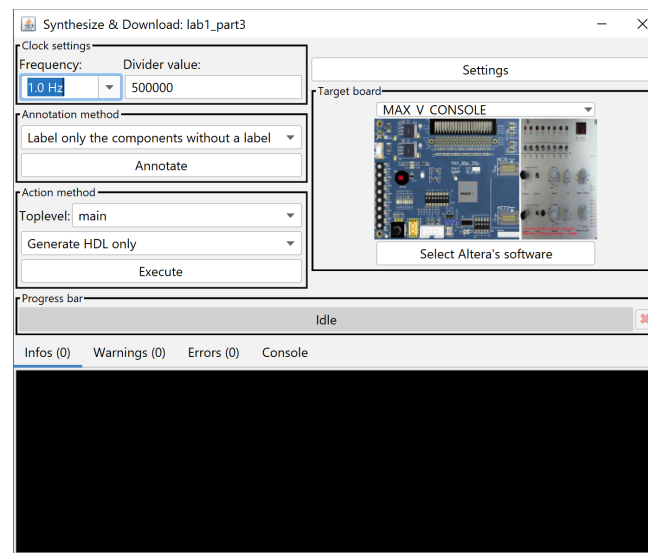 Synthesize & Download: lab1_part3
Clock settings
Frequency: Divider value:
1.0 Hz 500000
Settings
Annotation method
Label only the components without a label
Annotate
Target board
MAX_V_CONSOLE
Action method
Toplevel: main
Generate HDL only
Execute
Select Altera's software
Progress bar
Idle
Infos (0) Warnings (0) Errors (0) Console